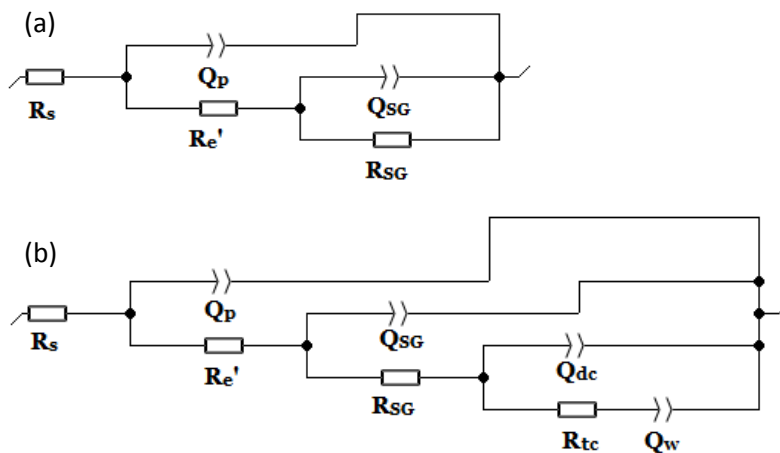 (a)
Qp
Rs
QSG
Re'
RSG
(b)
Qp
Rs
QSG
Re'
Qdc
RSG
Rtc
Qw